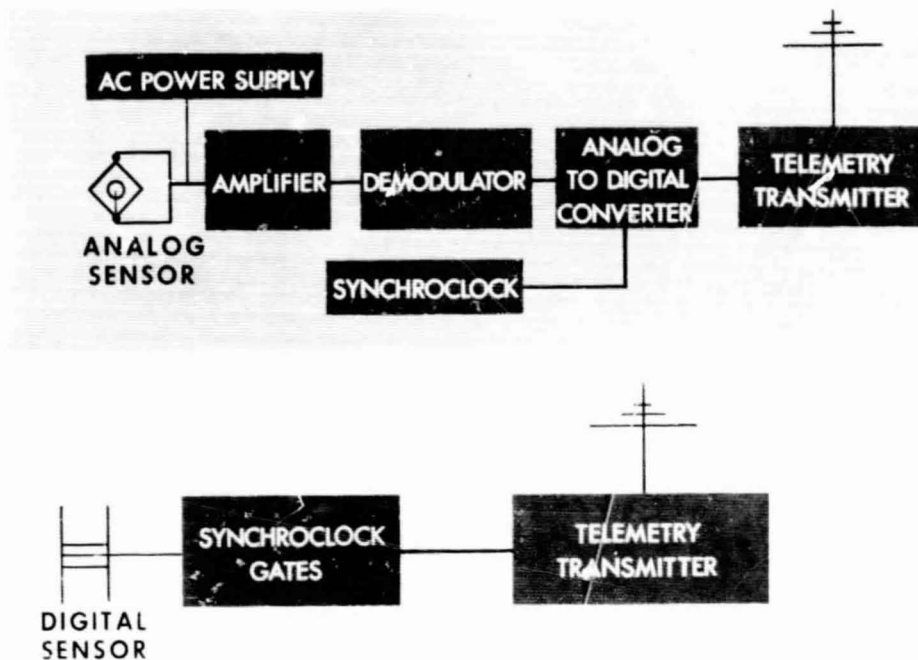 AC POWER SUPPLY
AMPLIFIER
DEMODULATOR
ANALOG
TO DIGITAL
CONVERTER
TELEMETRY
TRANSMITTER
ANALOG
SENSOR
SYNCHROCLOCK
SYNCHROCLOCK
GATES
TELEMETRY
TRANSMITTER
DIGITAL
SENSOR